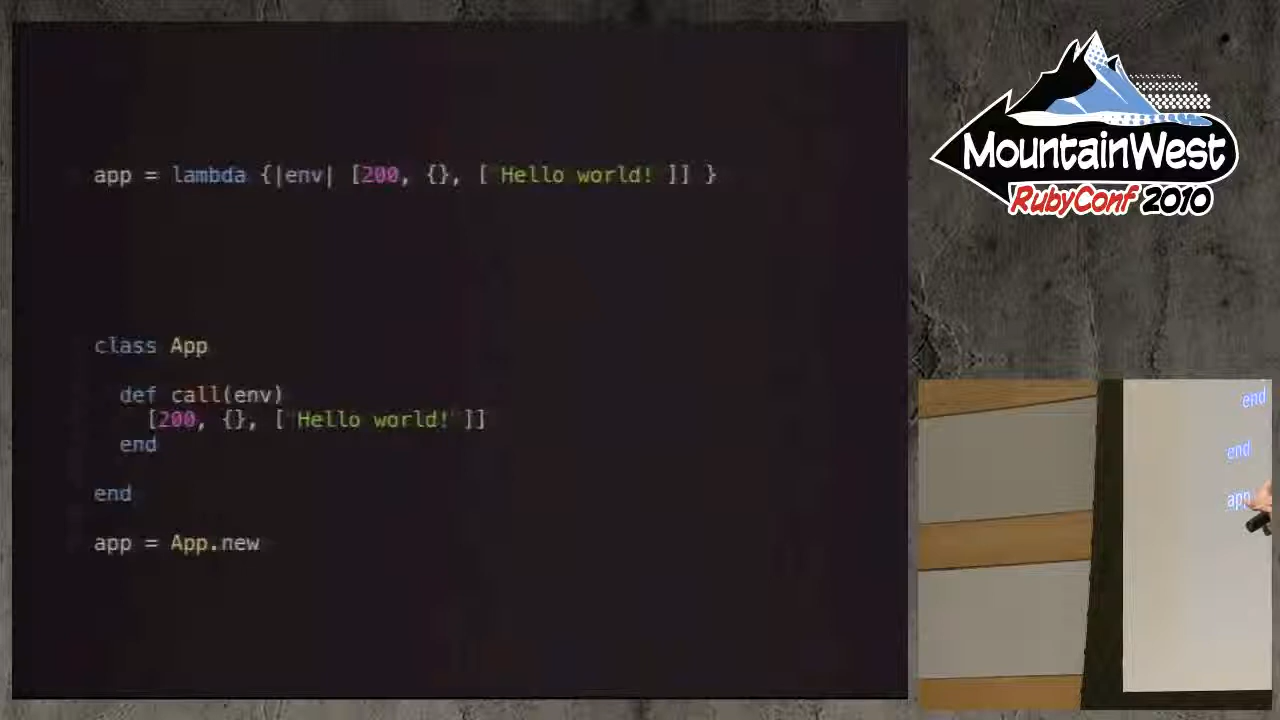 app = lambda {|env| [200, {}, [ Hello world! ]] }
class App
def call(env)
[200, {}, ['Hello world!']]
end
end
app = App.new
MountainWest
RubyConf 2010
end
end
app